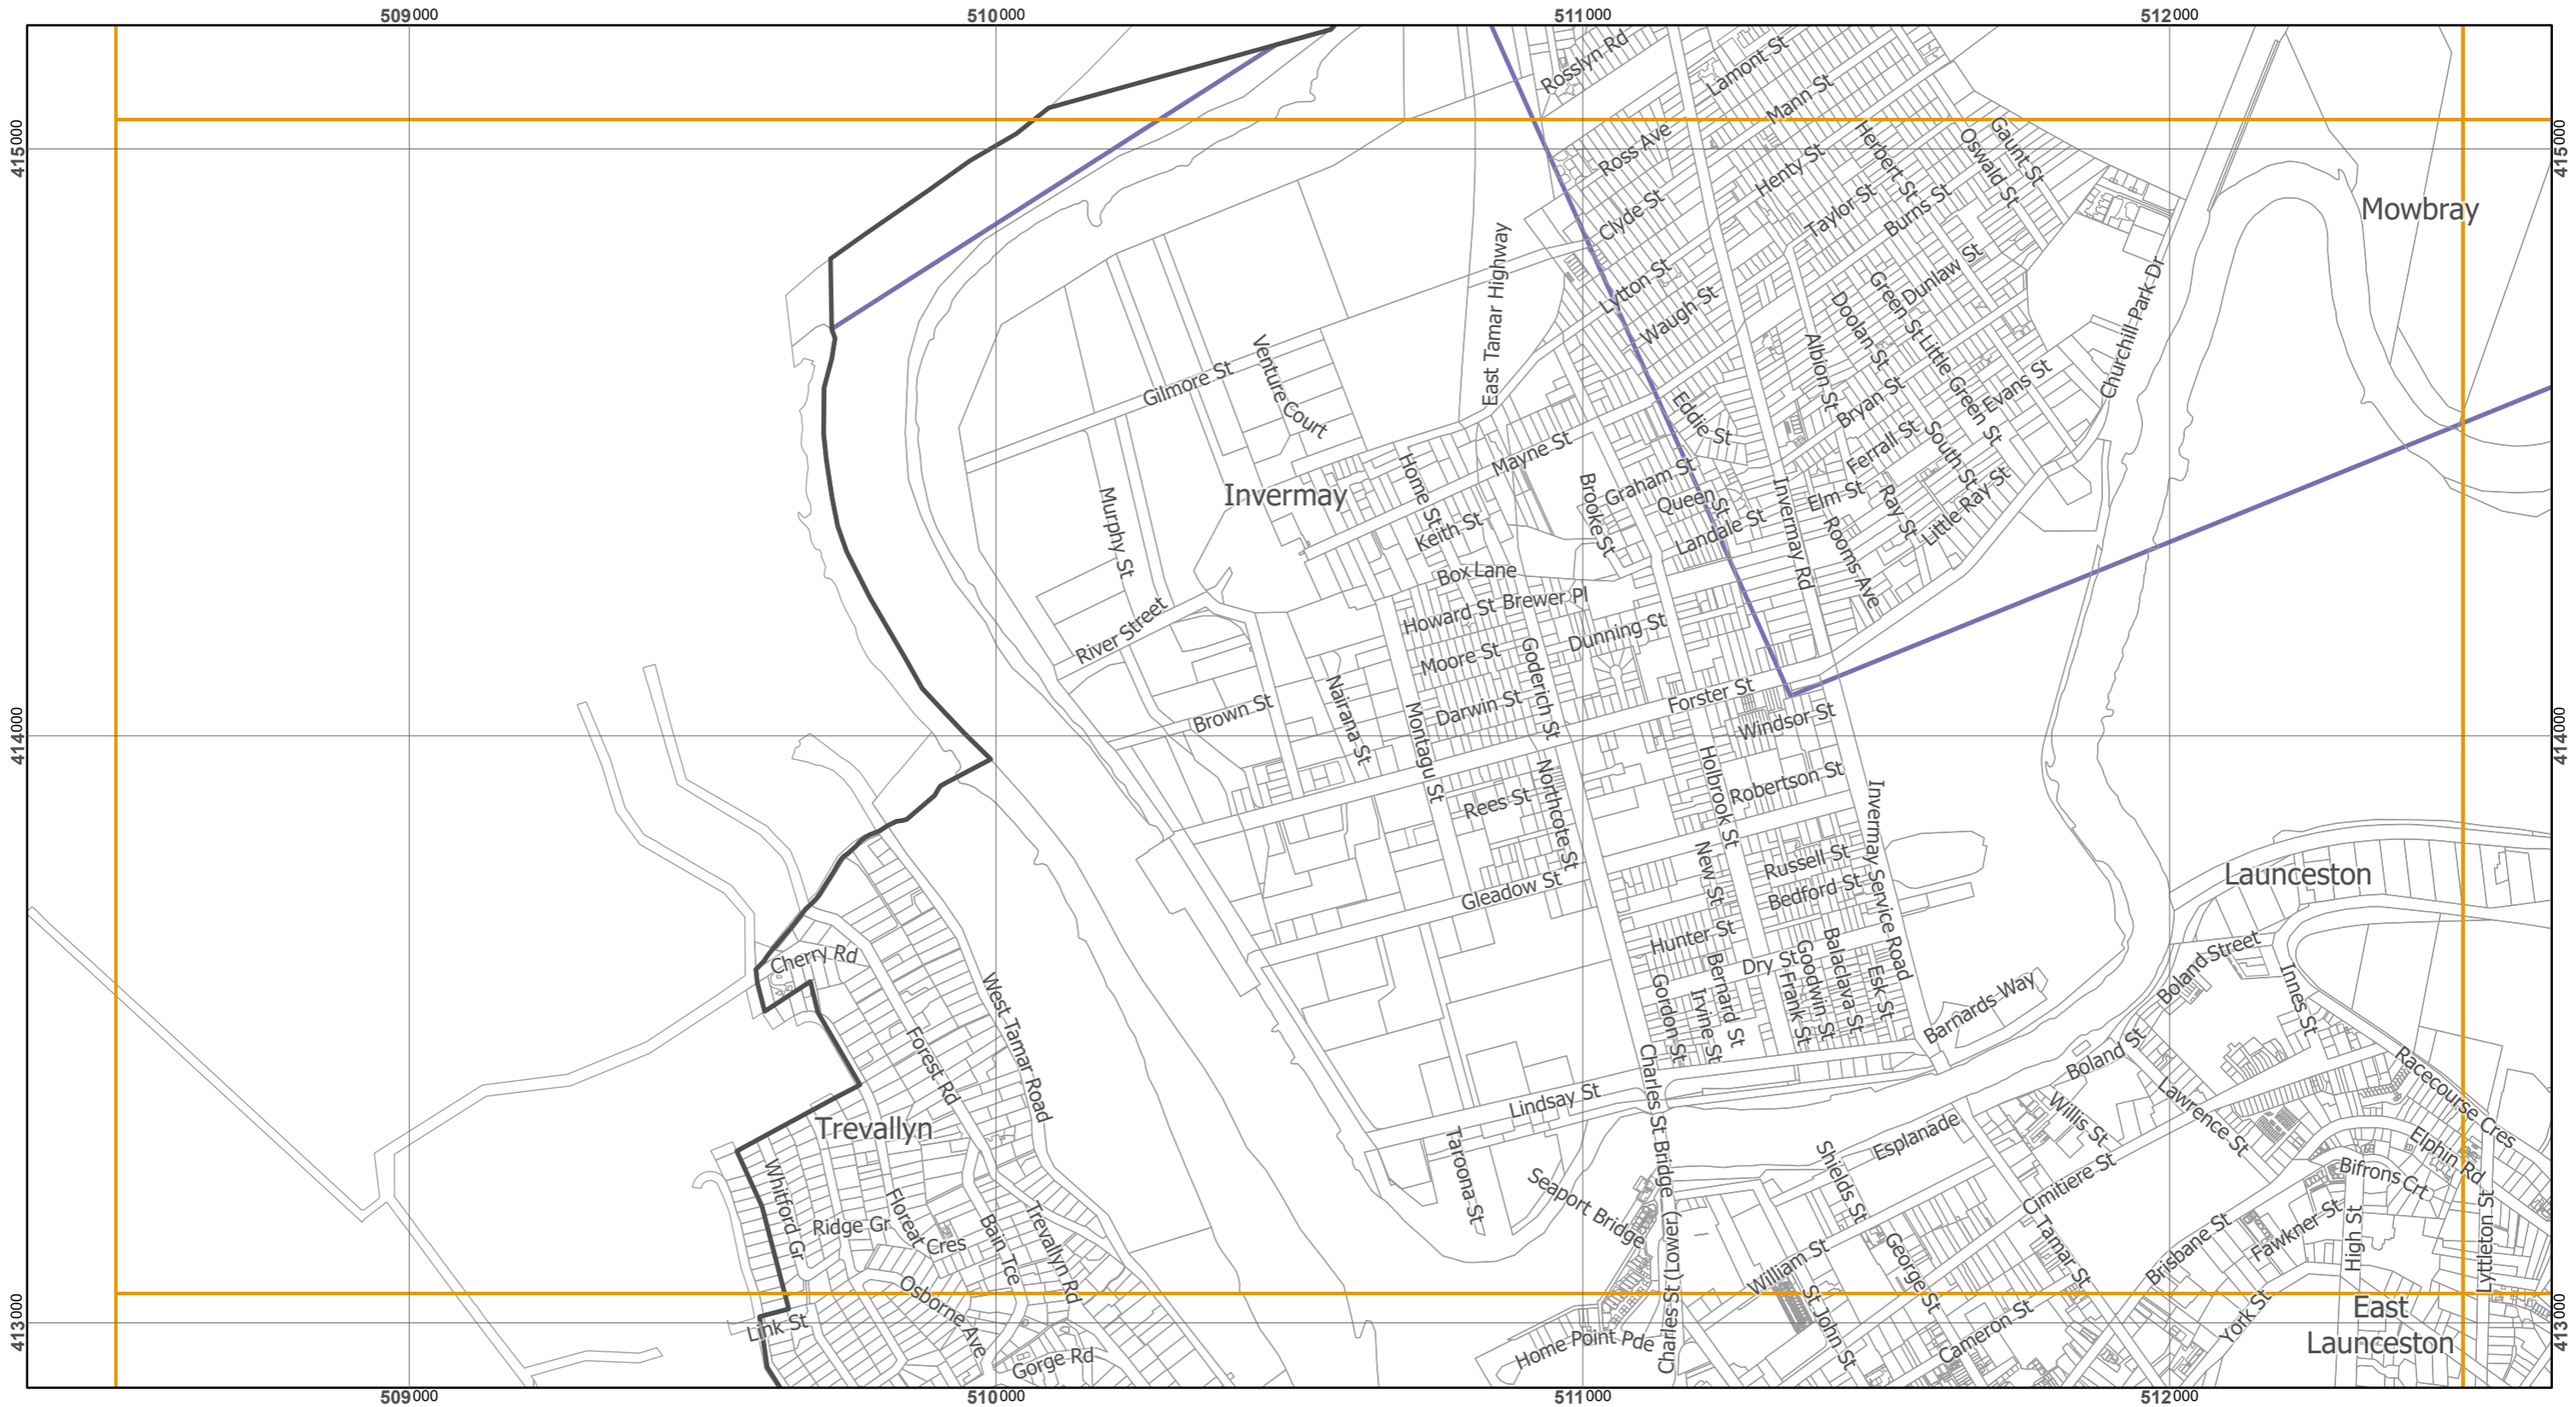 509000
510000
511000
512000
415000
415000
Rosslyn Rd
Lamont St
Mann St
Ross Ave
Henty St
Herbert St
Oswald St
Gaunt St
Mowbray
Clyde St
Taylor St
Burns St
East Tamar Highway
Lytton St
Waugh St
Green St
Dunlaw St
Doolan St
Churchill Park Dr
Gilmore St
Venture Court
Albion St
Little Green St
Evans St
Eddie St
Bryan St
Mayne St
Ferrall St
South St
Invermay
Home St
Brooke St
Graham St
Queen St
Elm St
Ray St
Little Ray St
Murphy St
Keith St
Landale St
Invermay Rd
Rooms Ave
Box Lane
Howard St
Brewer Pl
River Street
Dunning St
Moore St
Goderich St
Brown St
Nairana St
Darwin St
Forster St
Windsor St
Montagu St
414000
414000
Rees St
Northcote St
Holbrook St
Robertson St
Invermay Service Road
Russell St
New St
Bedford St
Gleadow St
Launceston
Hunter St
Dry St
Cherry Rd
West Tamar Road
Gordon St
Irvine St
Bernard St
Frank St
Goodwin St
Balaclava St
Esk St
Barnards Way
Boland Street
Innes St
Forest Rd
Boland St
Racecourse Cres
Lindsay St
Charles St Bridge
Trevallyn
Willis St
Lawrence St
Esplanade
Elphin Rd
Taroona St
Shields St
Cimitiere St
Bifrons Crt
Whitford Gr
Seaport Bridge
Ridge Gr
Floreat Cres
Bain Tce
Trevallyn Rd
Charles St (Lower)
William St
George St
Tamar St
Brisbane St
Fawkner St
High St
Lyttleton St
Osborne Ave
St John St
Cameron St
York St
East
Launceston
Link St
Gorge Rd
Home Point Pde
413000
413000
509000
510000
511000
512000